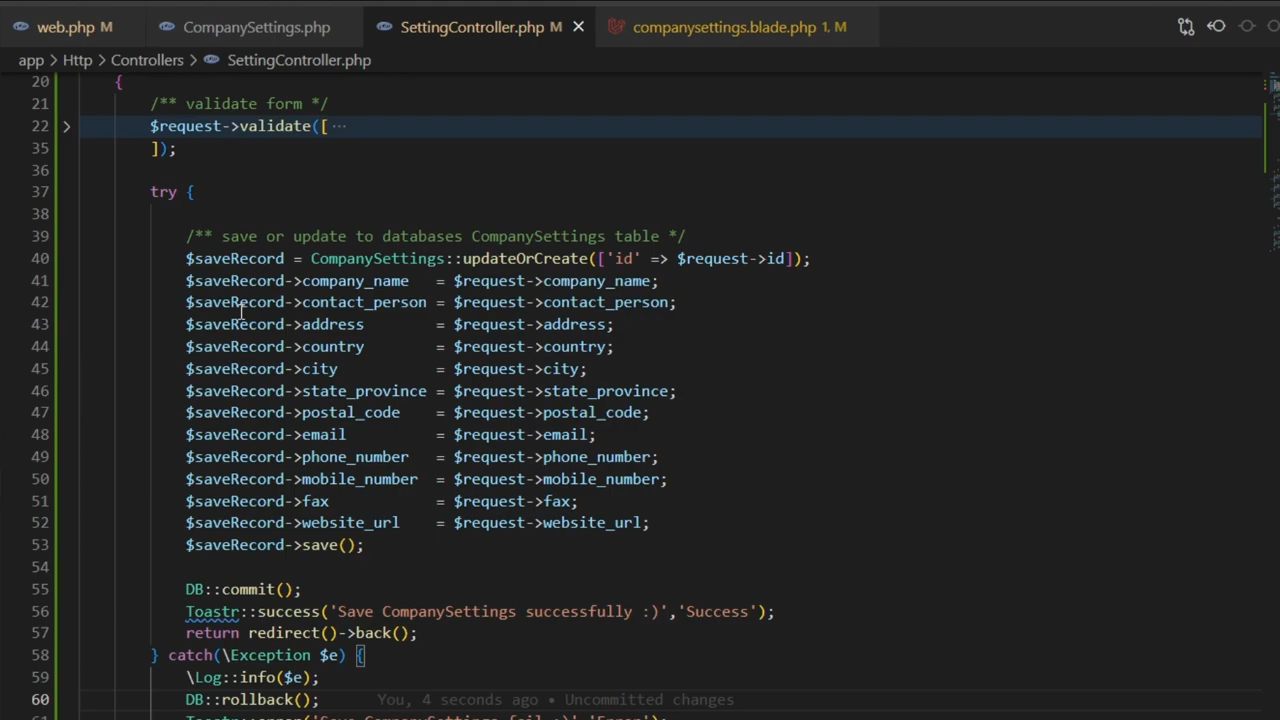 web.php M CompanySettings.php SettingController.php M × companysettings.blade.php 1, M
app > Http > Controllers > SettingController.php
20 {
21 /** validate form */
22 > $request->validate([ ···
35 ]);
36
37 try {
38
39 /** save or update to databases CompanySettings table */
40 $saveRecord = CompanySettings::updateOrCreate(['id' => $request->id]);
41 $saveRecord->company_name = $request->company_name;
42 $saveRecord->contact_person = $request->contact_person;
43 $saveRecord->address = $request->address;
44 $saveRecord->country = $request->country;
45 $saveRecord->city = $request->city;
46 $saveRecord->state_province = $request->state_province;
47 $saveRecord->postal_code = $request->postal_code;
48 $saveRecord->email = $request->email;
49 $saveRecord->phone_number = $request->phone_number;
50 $saveRecord->mobile_number = $request->mobile_number;
51 $saveRecord->fax = $request->fax;
52 $saveRecord->website_url = $request->website_url;
53 $saveRecord->save();
54
55 DB::commit();
56 Toastr::success('Save CompanySettings successfully :)','Success');
57 return redirect()->back();
58 } catch(\Exception $e) {
59 \Log::info($e);
60 DB::rollback(); You, 4 seconds ago • Uncommitted changes
61 Toastr::error('Save CompanySettings fail :)','Error');